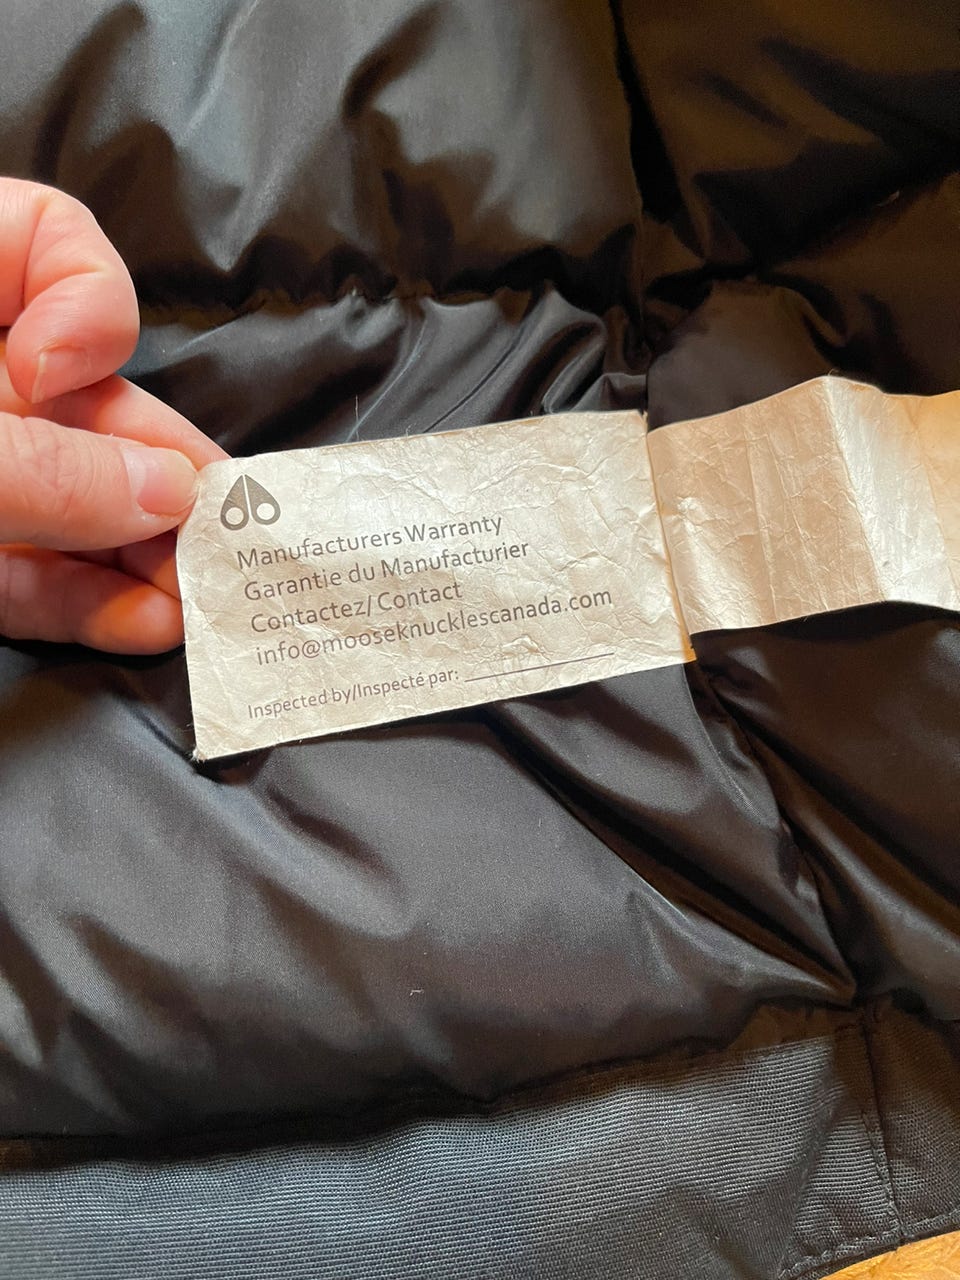 Manufacturers Warranty
Garantie du Manufacturier
Contactez/Contact
info@mooseknucklescanada.com
Inspected by/Inspecté par: